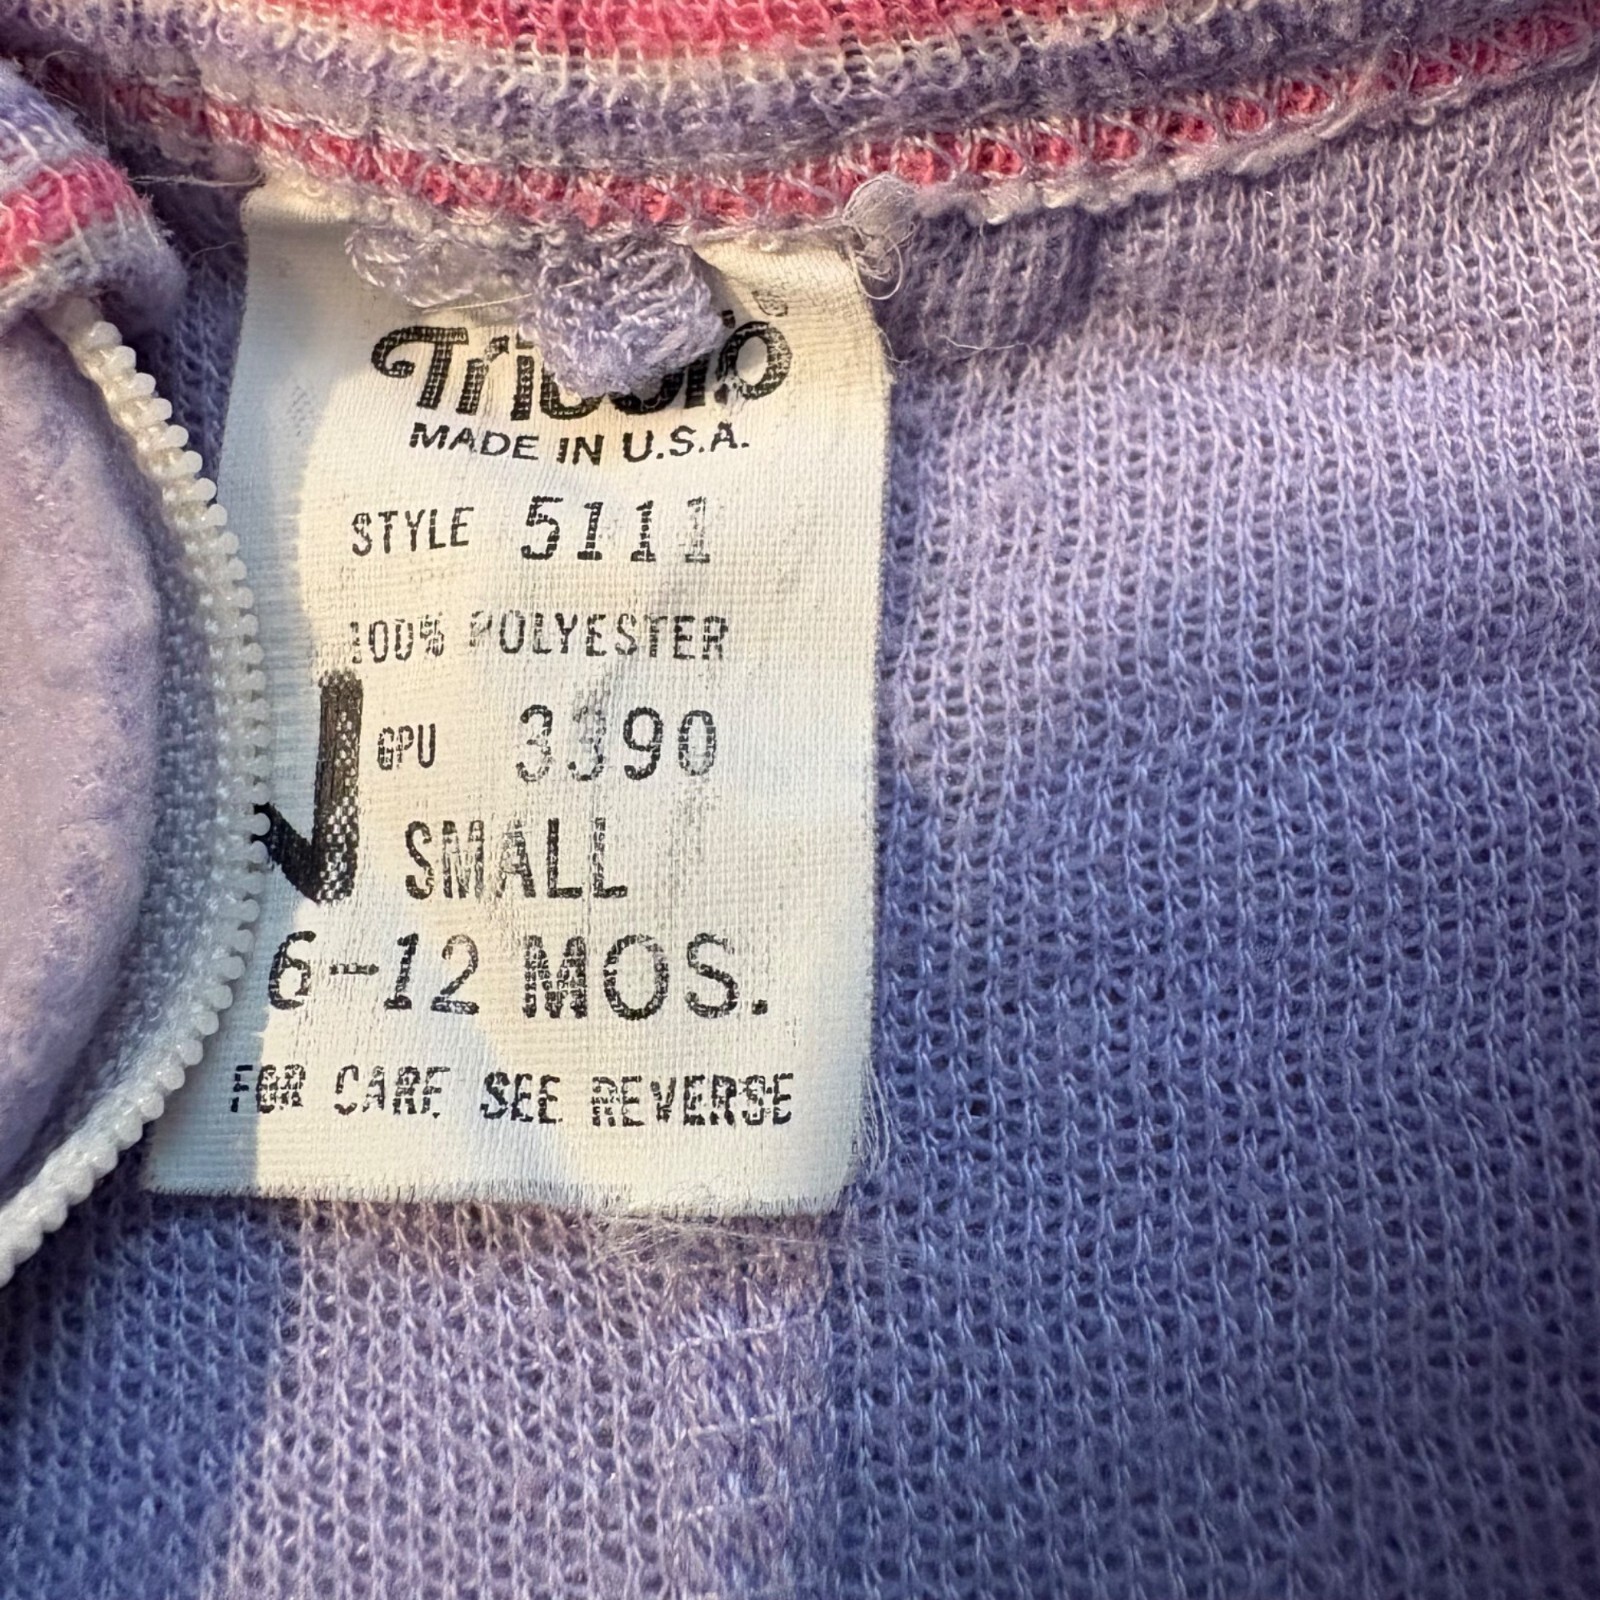 MADE IN U.S.A.
STYLE 5111
100% POLYESTER
GPU 3390
SMALL
6-12 MOS.
FOR CARE SEE REVERSE